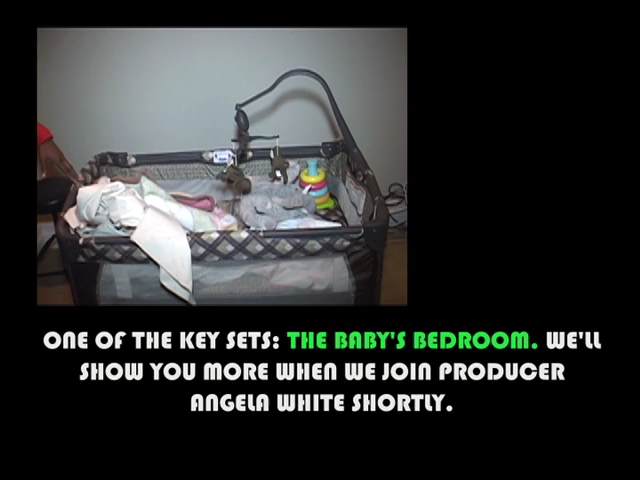 ONE OF THE KEY SETS: THE BABY'S BEDROOM. WE'LL
SHOW YOU MORE WHEN WE JOIN PRODUCER
ANGELA WHITE SHORTLY.